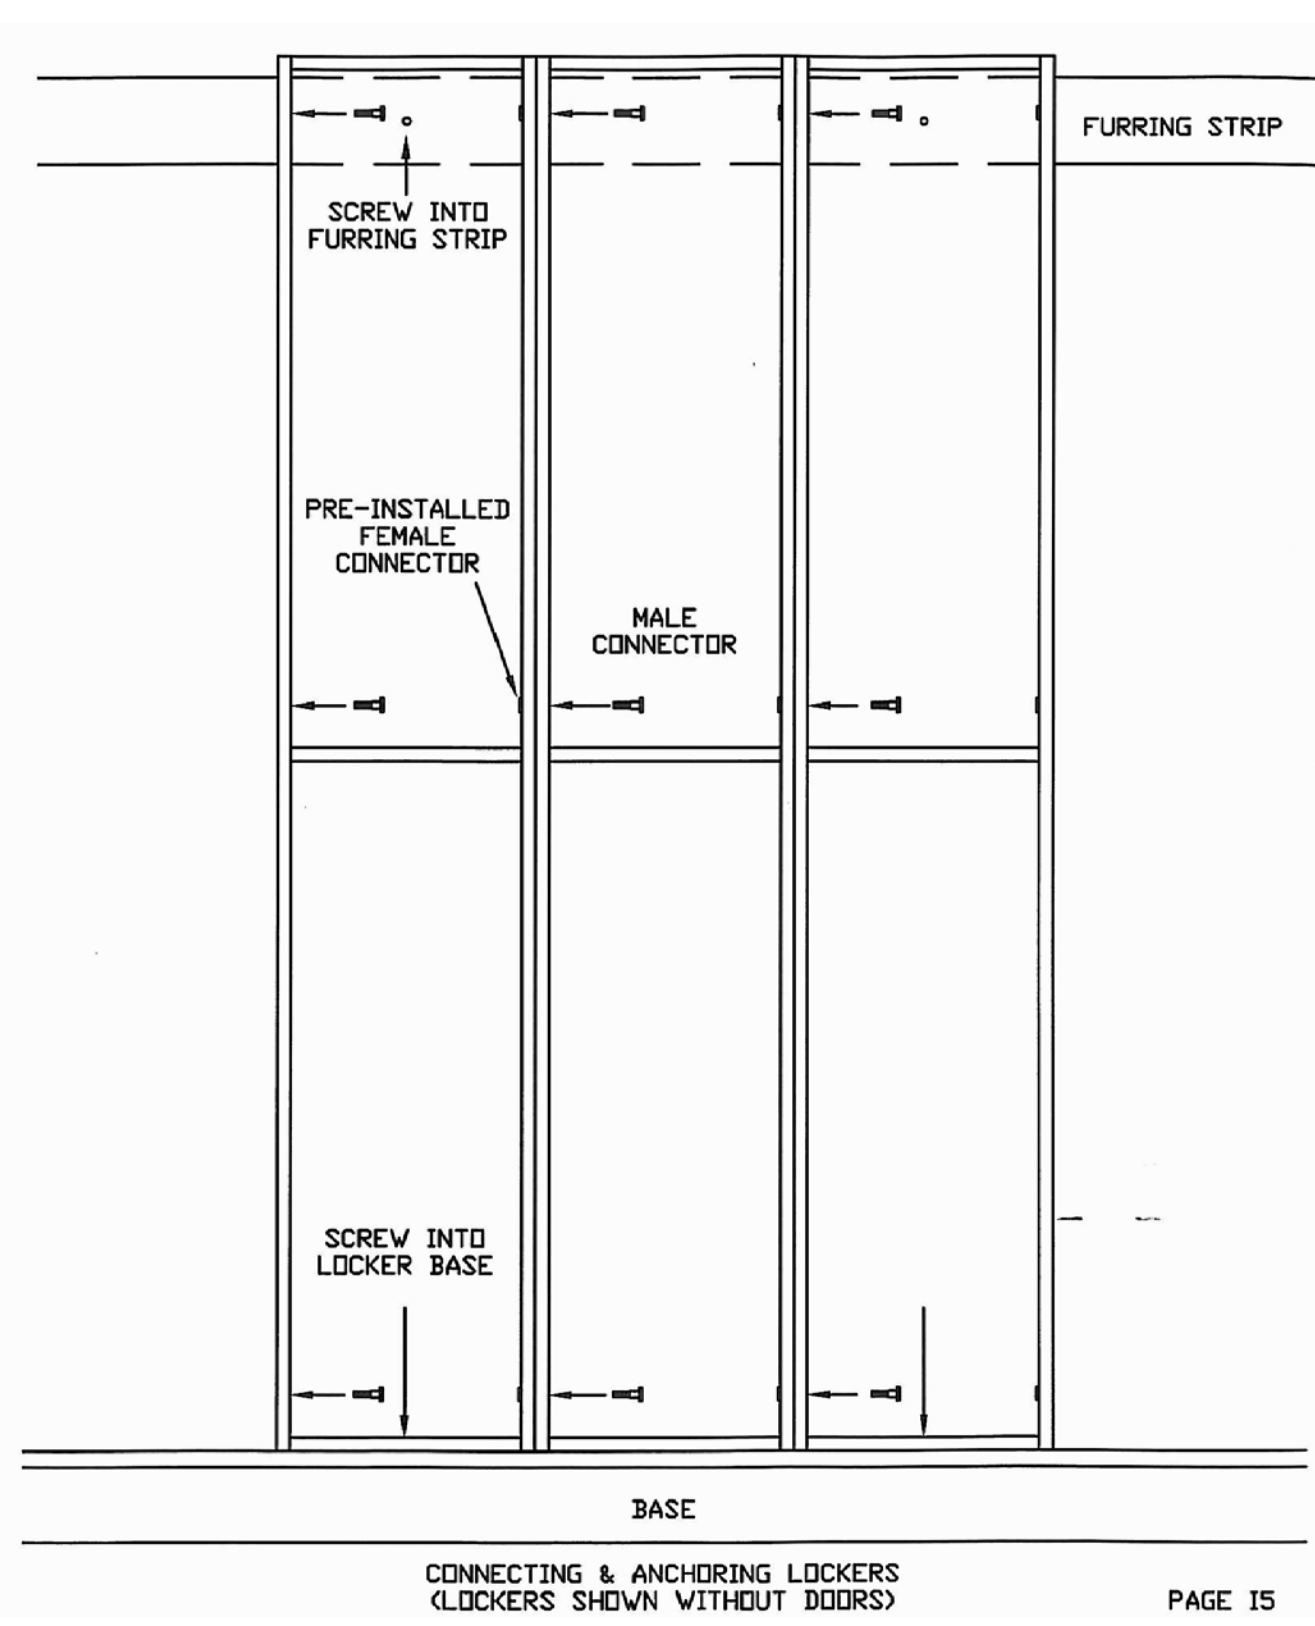 FURRING STRIP
SCREW INTO
FURRING STRIP
PRE-INSTALLED
FEMALE
CONNECTOR
MALE
CONNECTOR
SCREW INTO
LOCKER BASE
BASE
CONNECTING & ANCHORING LOCKERS
(LOCKERS SHOWN WITHOUT DOORS)
PAGE I5